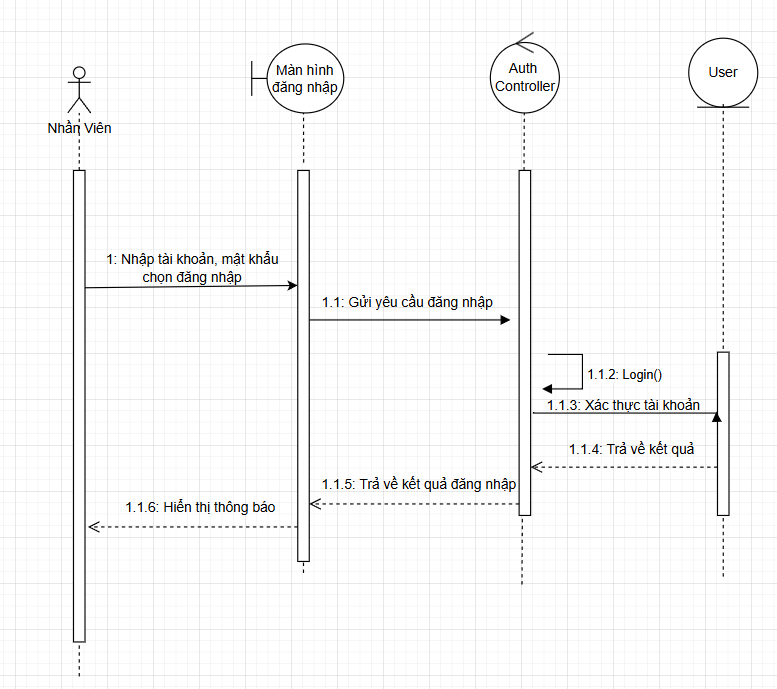 Màn hình
đăng nhập
Auth
Controller
User
Nhần Viên
1: Nhập tài khoản, mật khẩu
chọn đăng nhập
1.1: Gửi yêu cầu đăng nhập
1.1.2: Login()
1.1.3: Xác thực tài khoản
1.1.4: Trả về kết quả
1.1.5: Trả về kết quả đăng nhập
1.1.6: Hiển thị thông báo